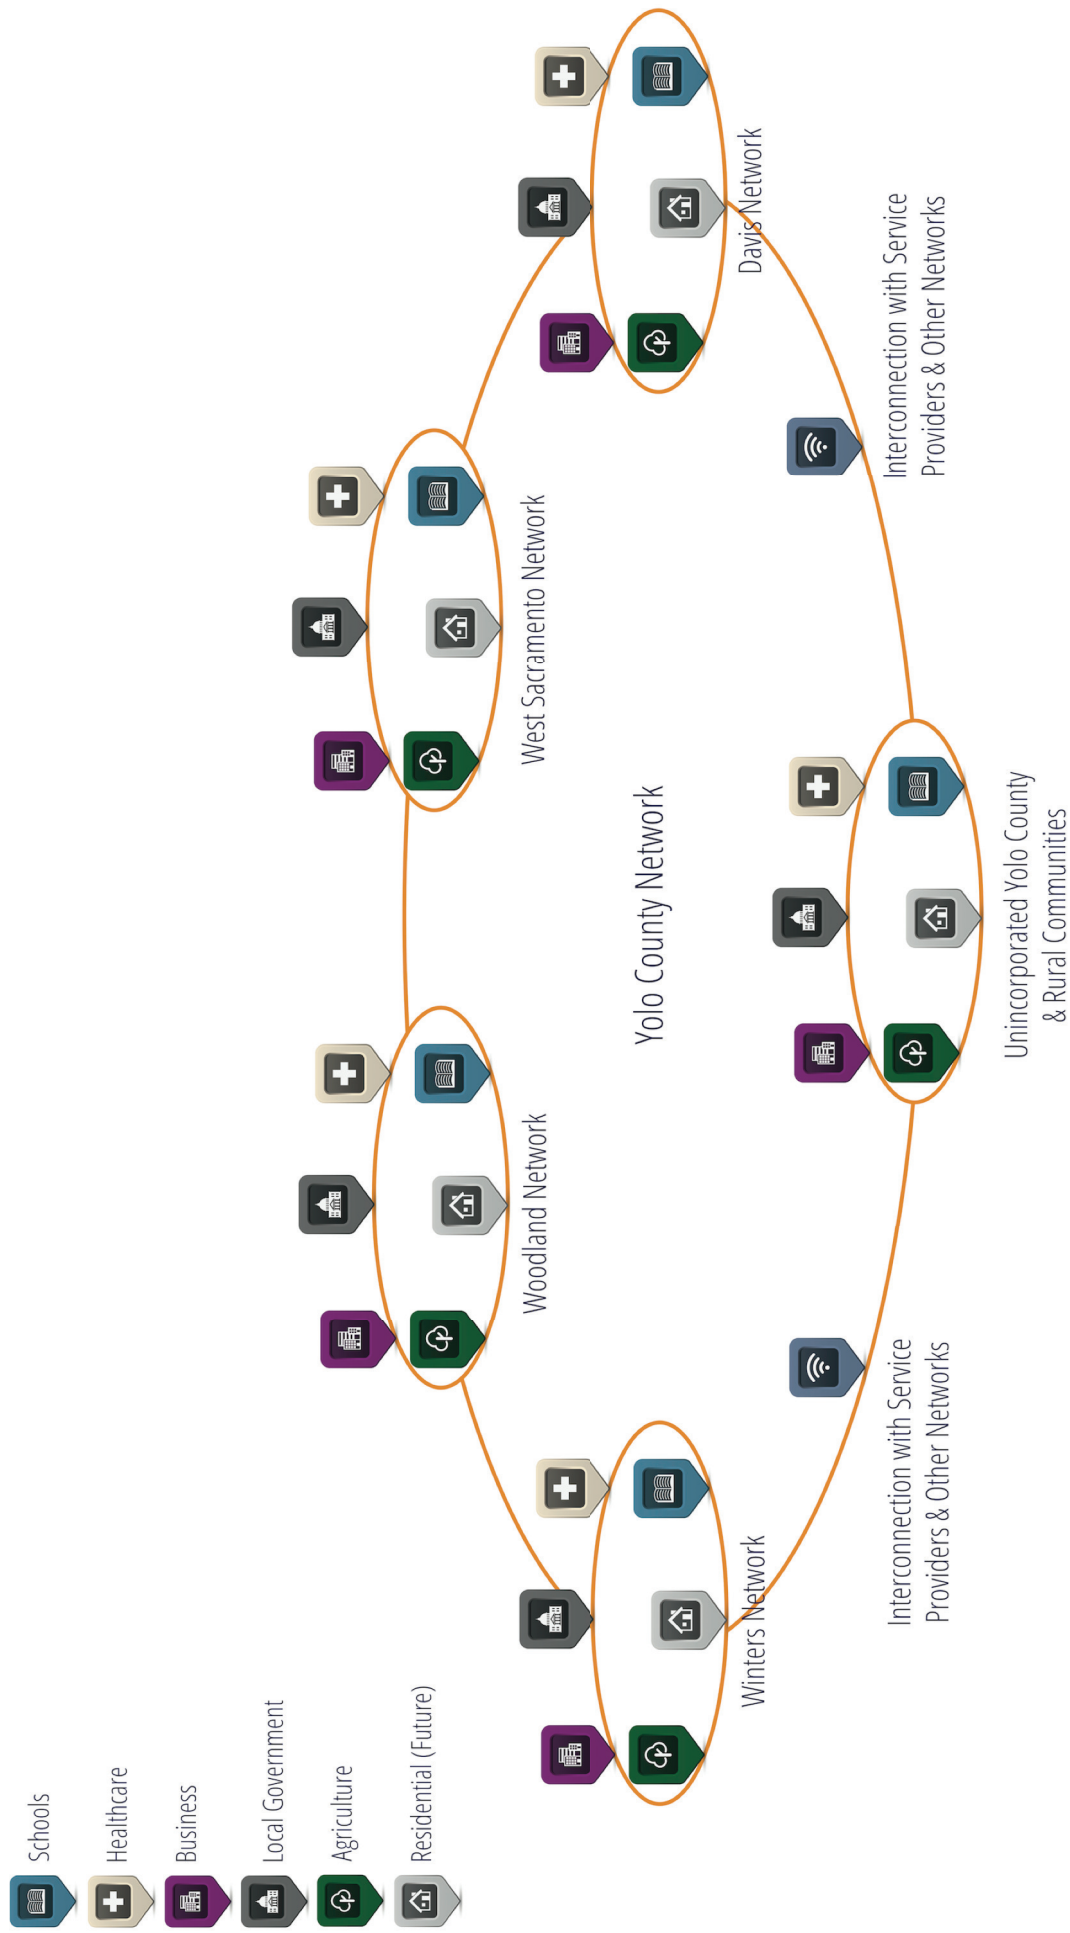 Schools
Healthcare
Business
Local Government
Agriculture
Residential (Future)
Woodland Network
West Sacramento Network
Yolo County Network
Winters Network
Davis Network
Interconnection with Service
Providers & Other Networks
Interconnection with Service
Providers & Other Networks
Unincorporated Yolo County
& Rural Communities